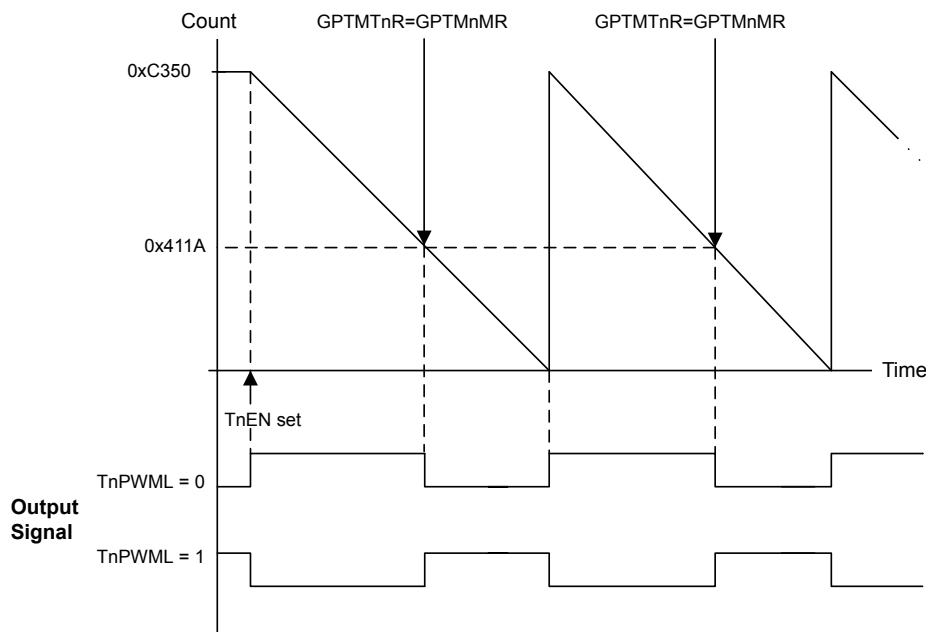 Count
GPTMTnR=GPTMnMR
GPTMTnR=GPTMnMR
0xC350
0x411A
Time
TnEN set
TnPWML = 0
Output
Signal
TnPWML = 1